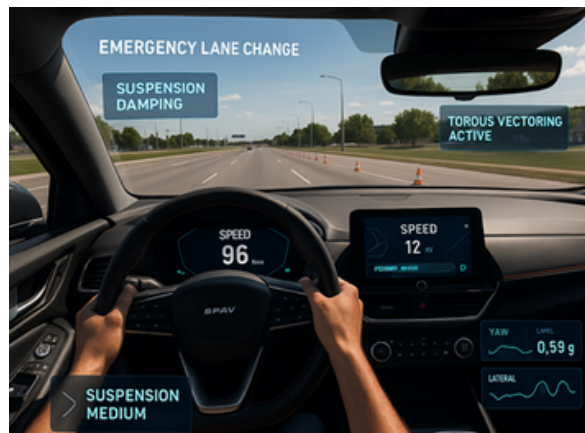 EMERGENCY LANE CHANGE
SUSPENSION
DAMPING
TOROUS VECTORING
ACTIVE
SPEED
96
SPEED
12
SPAV
YAW
0,59 g
LATERAL
SUSPENSION
MEDIUM